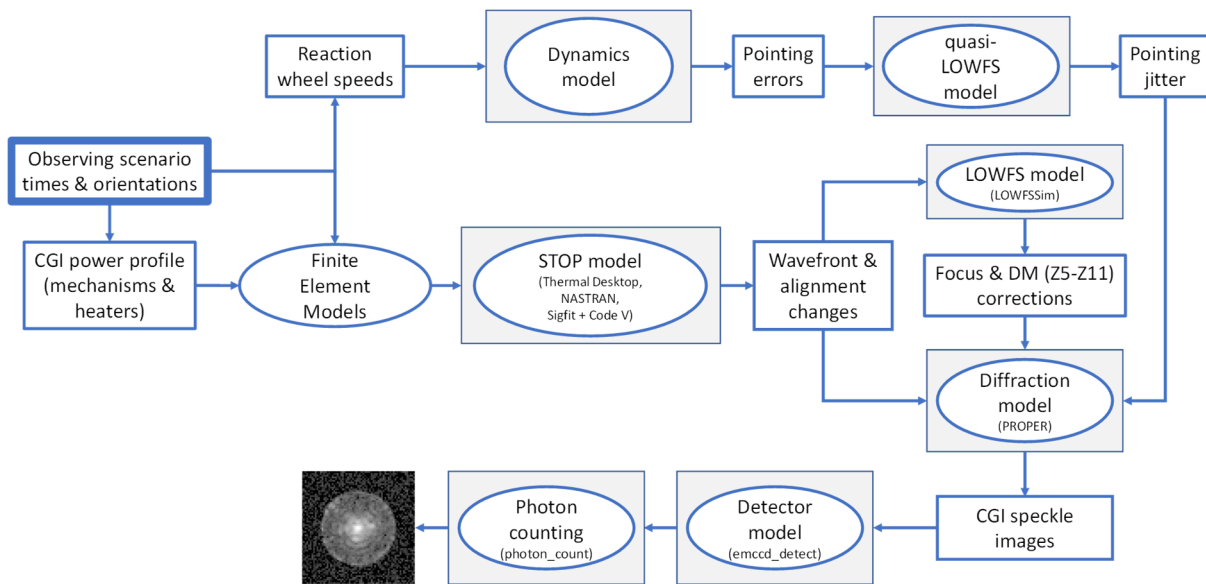 Reaction
wheel speeds
Dynamics
model
Pointing
errors
quasi-
LOWFS
model
Pointing
jitter
Observing scenario
times & orientations
LOWFS model
(LOWFSSim)
CGI power profile
(mechanisms &
heaters)
Finite
Element
Models
STOP model
(Thermal Desktop,
NASTRAN,
Sigfit + Code V)
Wavefront &
alignment
changes
Focus & DM (Z5-Z11)
corrections
Diffraction
model
(PROPER)
Photon
counting
(photon_count)
Detector
model
(emccd_detect)
CGI speckle
images